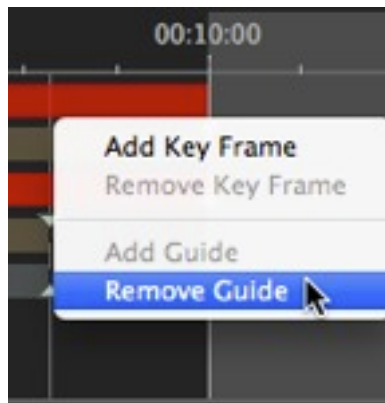 00:10:00
Add Key Frame
Remove Key Frame
Add Guide
Remove Guide